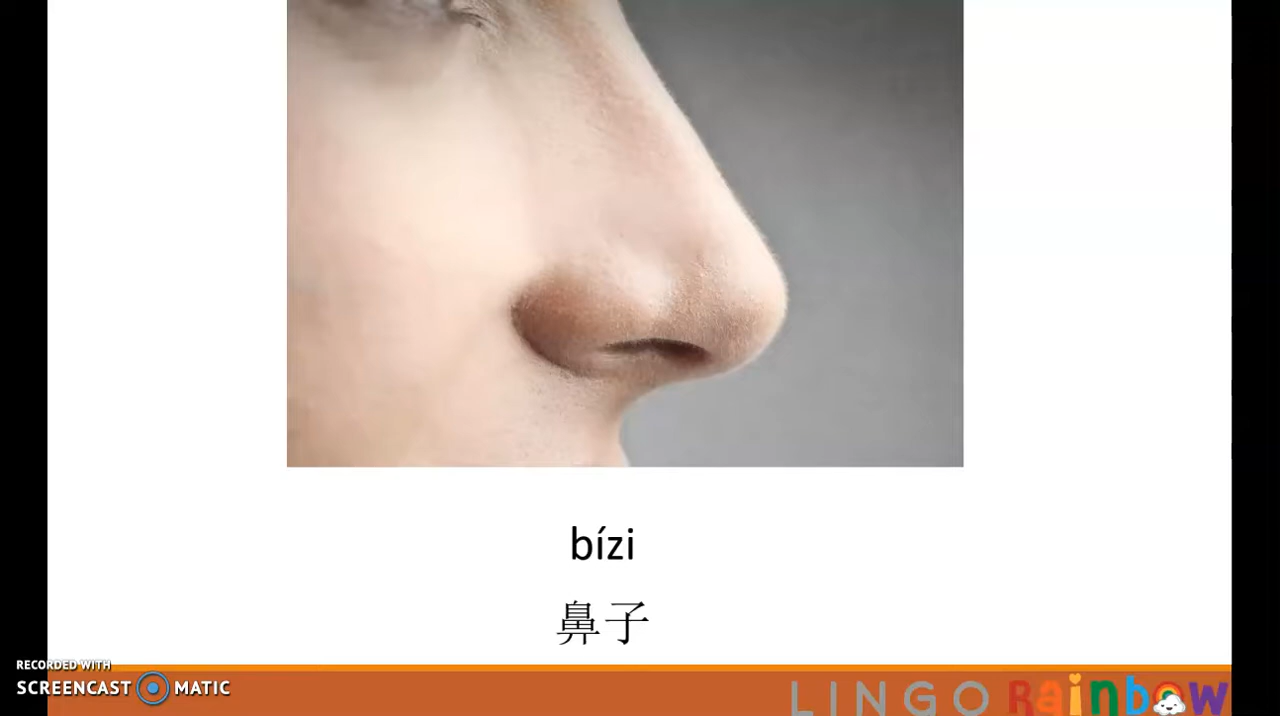 bízi
鼻子
RECORDED WITH
SCREENCAST MATIC
LINGO Rainbow